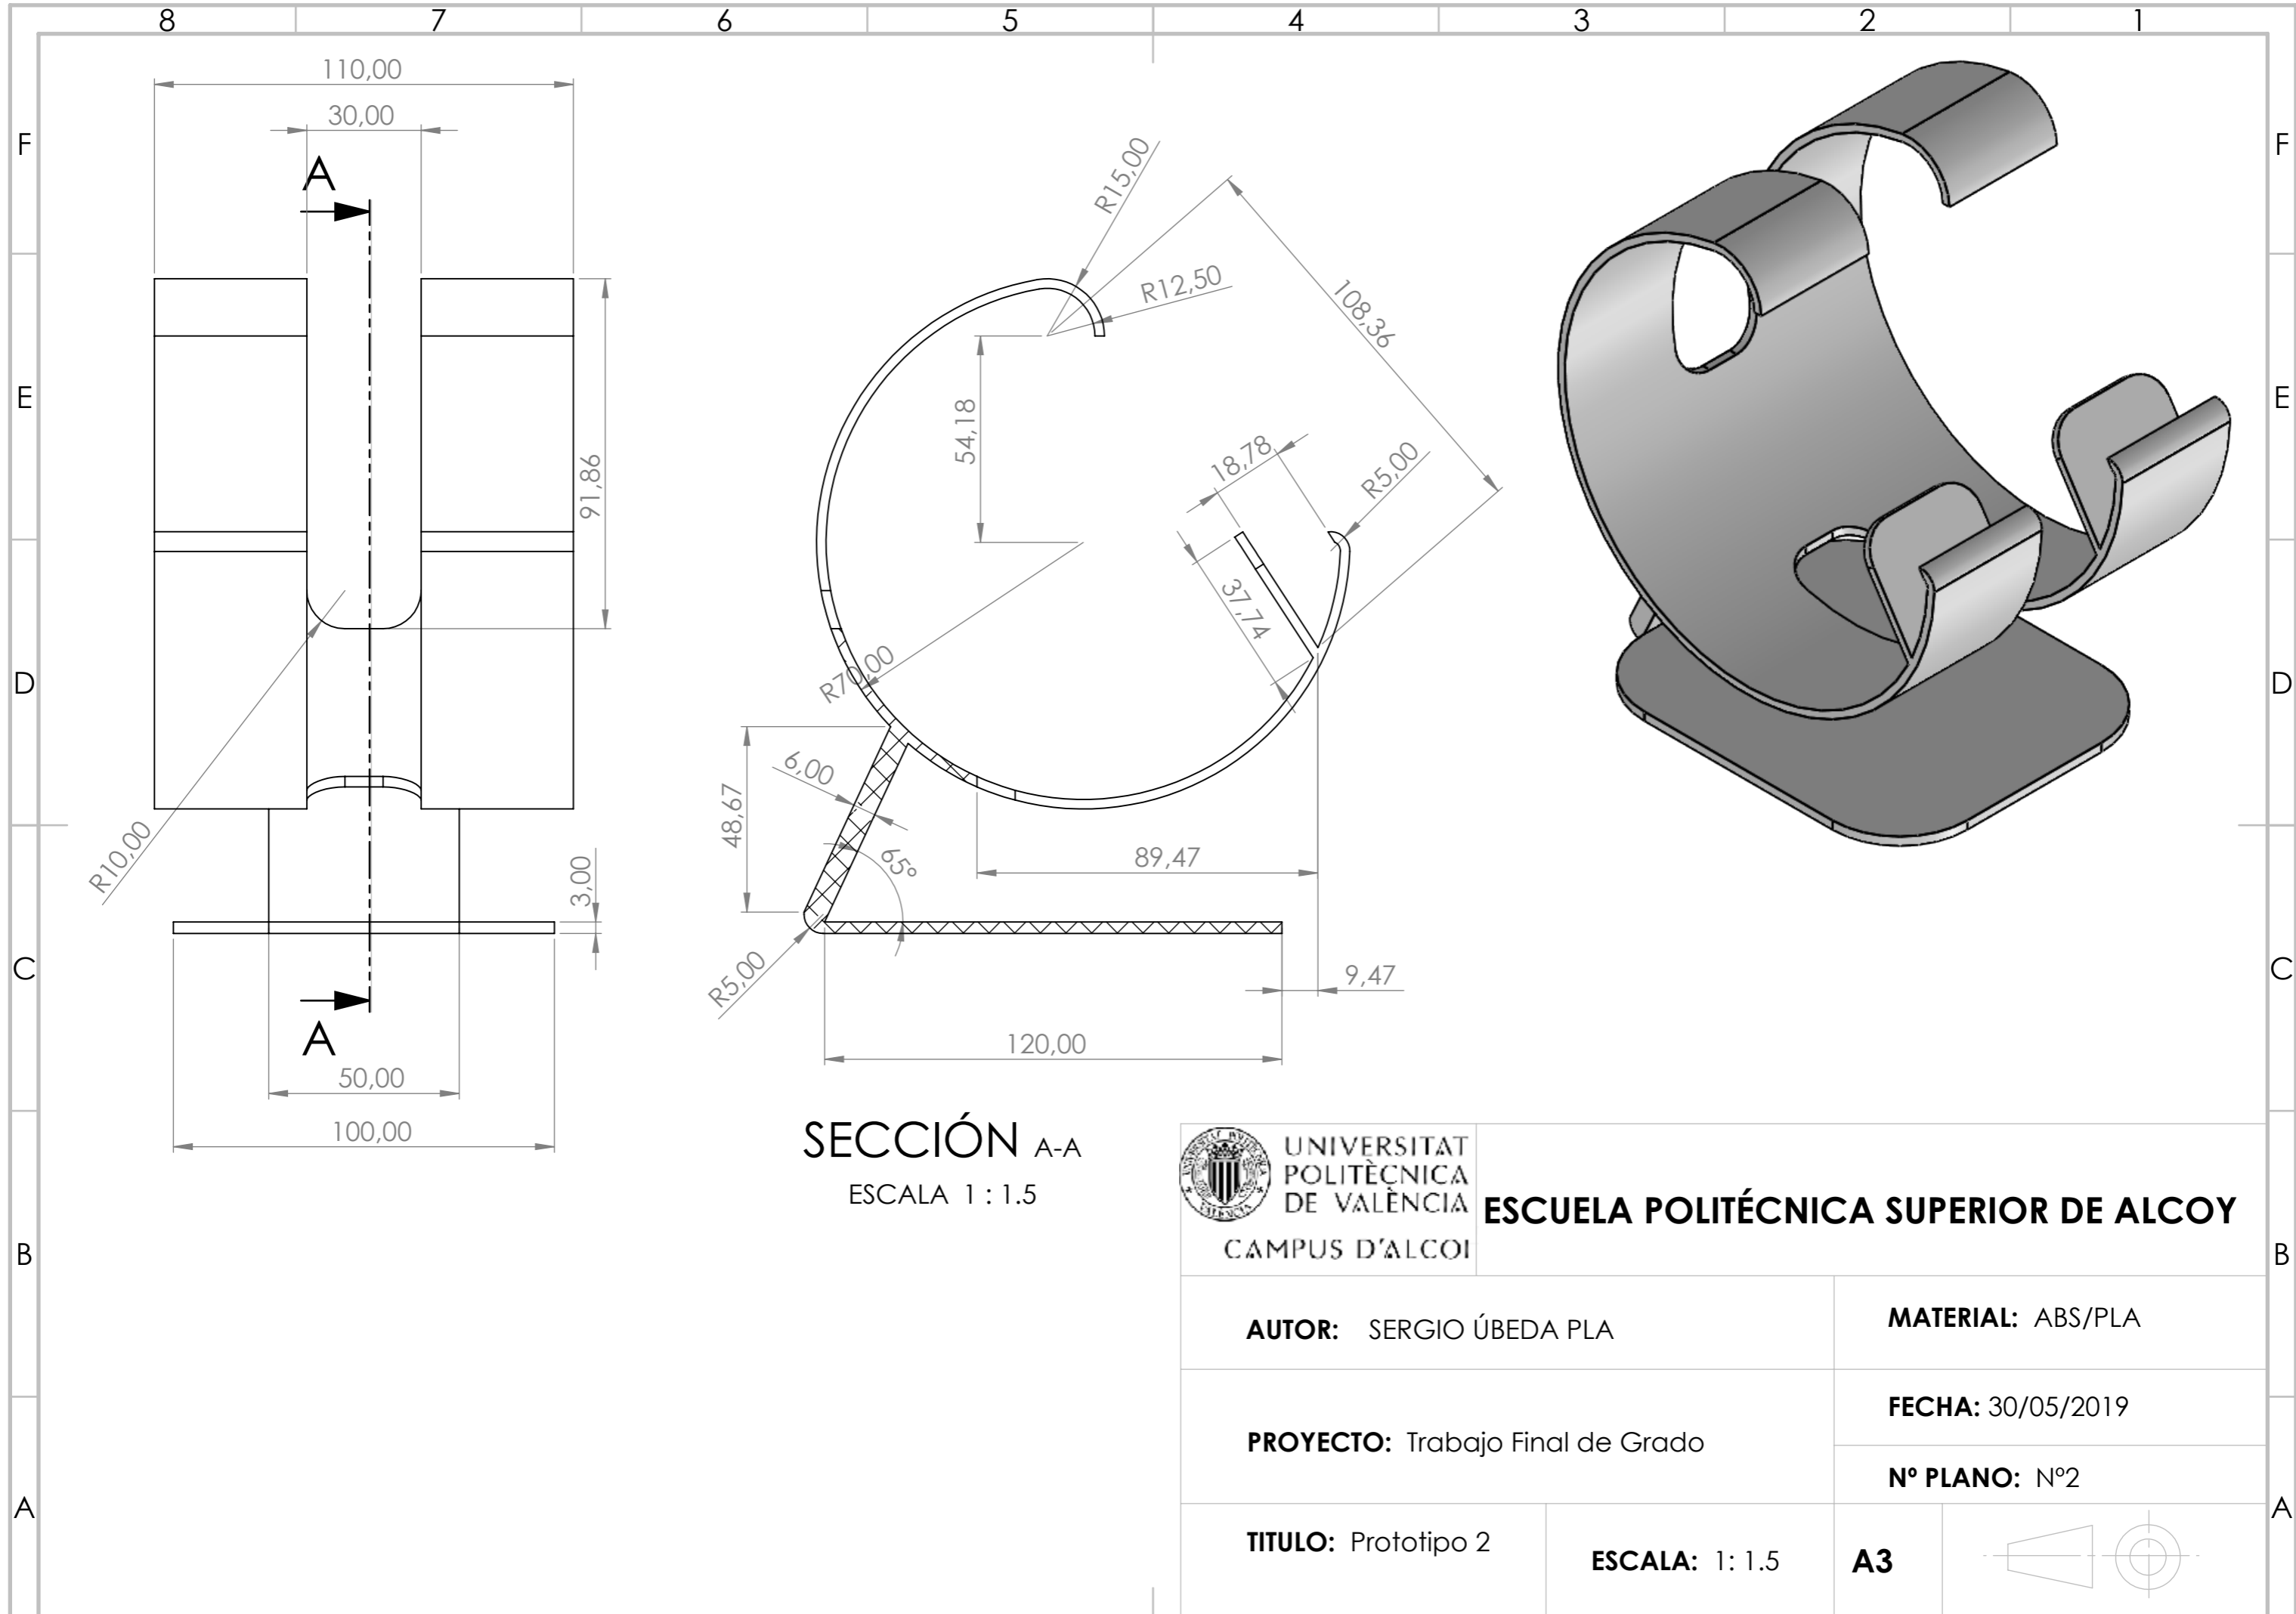 8 7 6 5 4 3 2 1
F
F
E
E
D
D
C
C
B
B
A
A
110,00
30,00
A
91,86
R10,00
3,00
A
50,00
100,00
R15,00
R12,50
108,36
54,18
18,78
R5,00
37,74
R70,00
6,00
48,67
65°
89,47
R5,00
9,47
120,00
SECCIÓN A-A
ESCALA 1 : 1.5
UNIVERSITAT
POLITÈCNICA
DE VALÈNCIA
CAMPUS D'ALCOI
ESCUELA POLITÉCNICA SUPERIOR DE ALCOY
AUTOR: SERGIO ÚBEDA PLA
MATERIAL: ABS/PLA
PROYECTO: Trabajo Final de Grado
FECHA: 30/05/2019
Nº PLANO: Nº2
TITULO: Prototipo 2
ESCALA: 1: 1.5
A3